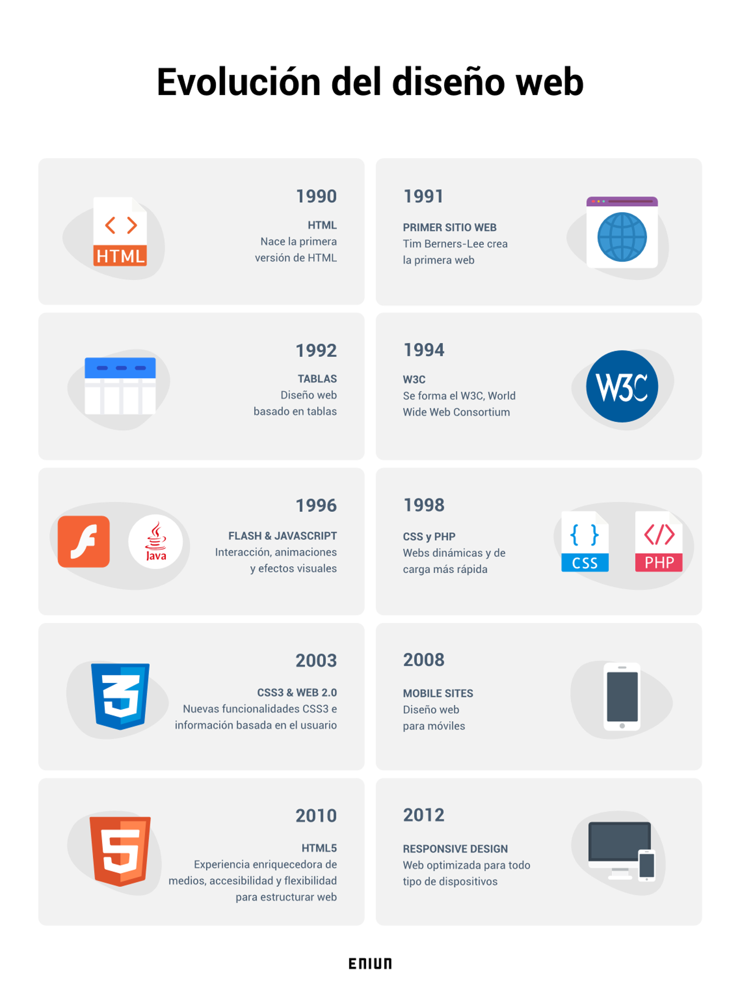 Evolución del diseño web
1990
HTML
Nace la primera
versión de HTML
HTML
1991
PRIMER SITIO WEB
Tim Berners-Lee crea
la primera web
1992
TABLAS
Diseño web
basado en tablas
1994
W3C
Se forma el W3C, World
Wide Web Consortium
W3C
1996
FLASH & JAVASCRIPT
Interacción, animaciones
y efectos visuales
Java
1998
CSS y PHP
Webs dinámicas y de
carga más rápida
{ }
CSS
</>
PHP
2003
CSS3 & WEB 2.0
Nuevas funcionalidades CSS3 e
información basada en el usuario
3
2008
MOBILE SITES
Diseño web
para móviles
2010
HTML5
Experiencia enriquecedora de
medios, accesibilidad y flexibilidad
para estructurar web
5
2012
RESPONSIVE DESIGN
Web optimizada para todo
tipo de dispositivos
ENIUN